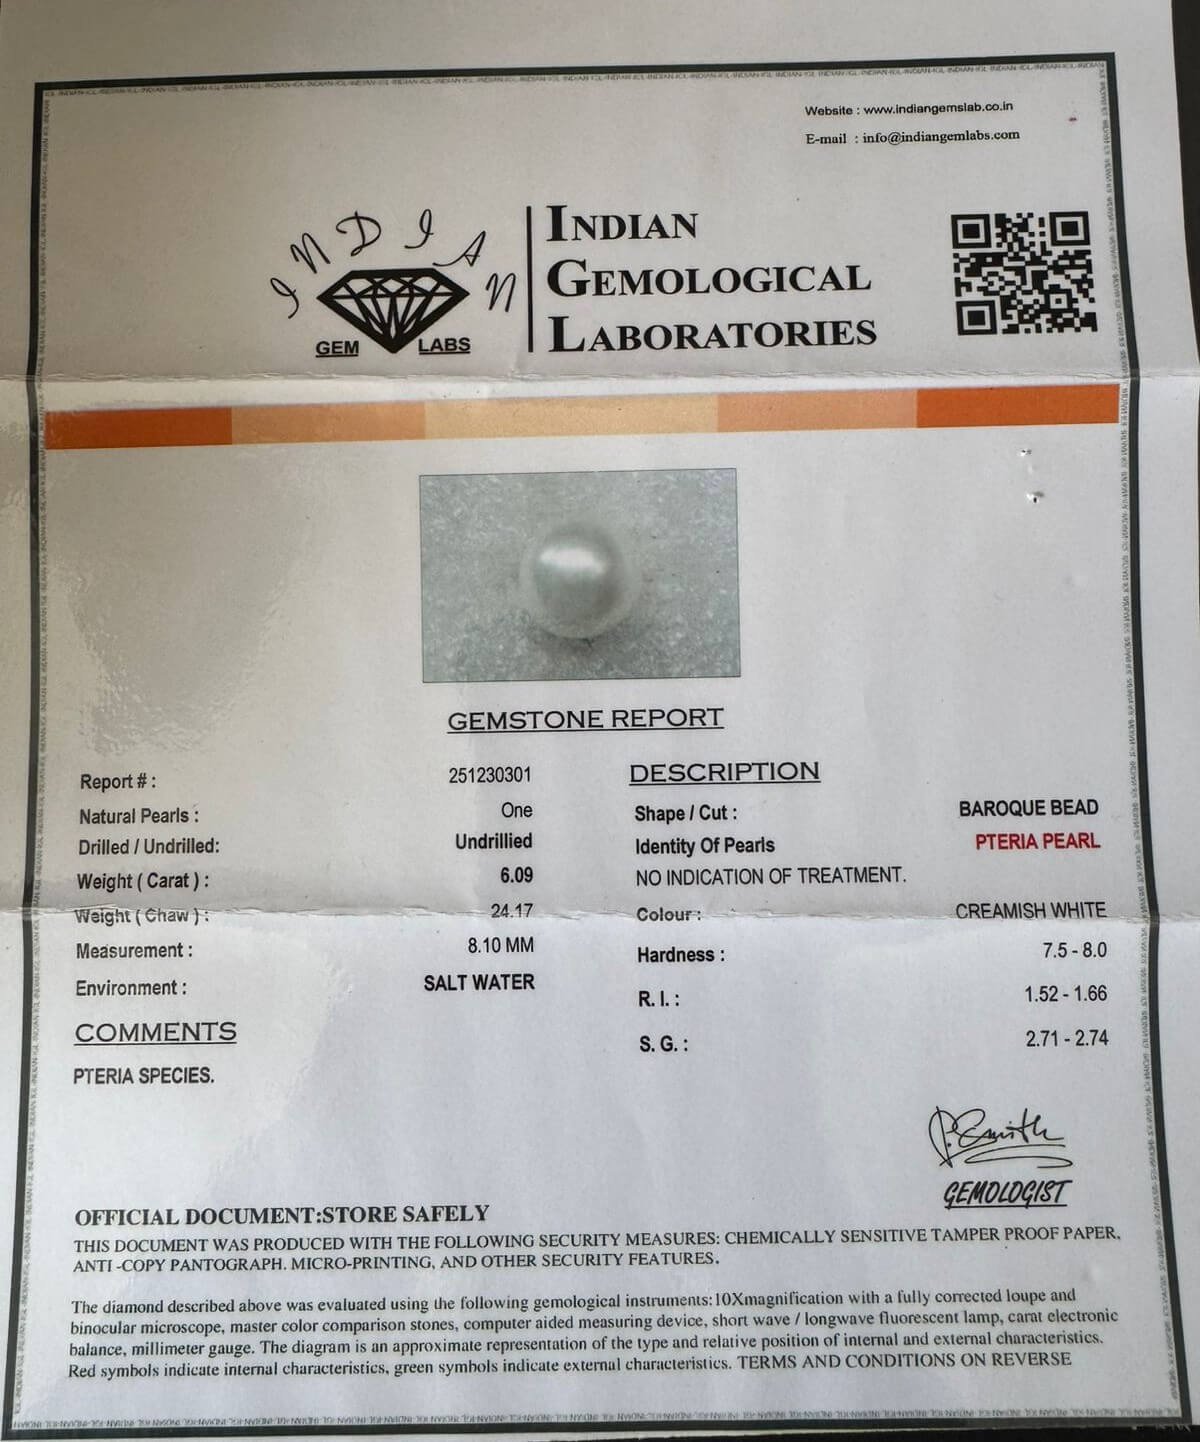 Website : www.indiangemslab.co.in
E-mail : info@indiangemlabs.com
INDIAN
GEM LABS
INDIAN
GEMOLOGICAL
LABORATORIES
GEMSTONE REPORT
Report # : 251230301
Natural Pearls : One
Drilled / Undrilled: Undrillied
Weight ( Carat ) : 6.09
Weight ( Chaw ) : 24.17
Measurement : 8.10 MM
Environment : SALT WATER
COMMENTS
PTERIA SPECIES.
DESCRIPTION
Shape / Cut : BAROQUE BEAD
Identity Of Pearls PTERIA PEARL
NO INDICATION OF TREATMENT.
Colour : CREAMISH WHITE
Hardness : 7.5 - 8.0
R. I. : 1.52 - 1.66
S. G. : 2.71 - 2.74
P. Smith
GEMOLOGIST
OFFICIAL DOCUMENT:STORE SAFELY
THIS DOCUMENT WAS PRODUCED WITH THE FOLLOWING SECURITY MEASURES: CHEMICALLY SENSITIVE TAMPER PROOF PAPER,
ANTI -COPY PANTOGRAPH. MICRO-PRINTING, AND OTHER SECURITY FEATURES.
The diamond described above was evaluated using the following gemological instruments:10Xmagnification with a fully corrected loupe and
binocular microscope, master color comparison stones, computer aided measuring device, short wave / longwave fluorescent lamp, carat electronic
balance, millimeter gauge. The diagram is an approximate representation of the type and relative position of internal and external characteristics.
Red symbols indicate internal characteristics, green symbols indicate external characteristics. TERMS AND CONDITIONS ON REVERSE